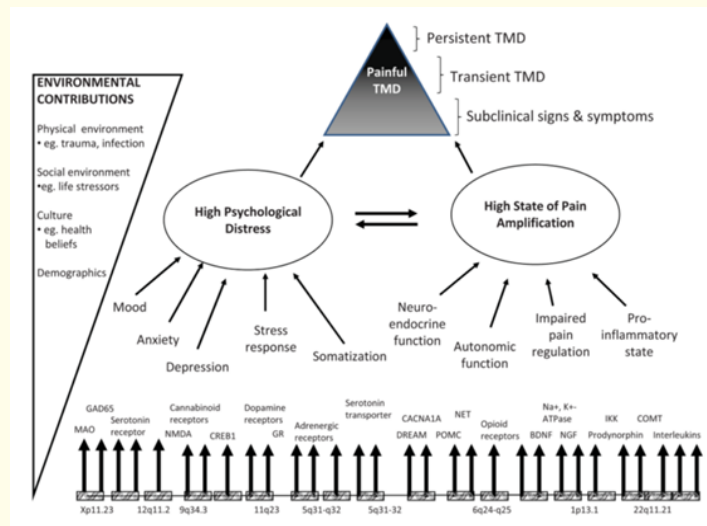 Persistent TMD
Painful
TMD
Transient TMD
Subclinical signs & symptoms
ENVIRONMENTAL
CONTRIBUTIONS
Physical environment
• eg. trauma, infection
Social environment
•eg. life stressors
Culture
• eg. health
beliefs
Demographics
High Psychological
Distress
High State of Pain
Amplification
Mood
Anxiety
Depression
Stress
response
Somatization
Neuro-
endocrine
function
Autonomic
function
Impaired
pain
regulation
Pro-
inflammatory
state
MAO
GAD65
Serotonin
receptor
Cannabinoid
receptors
NMDA
CREB1
Dopamine
receptors
GR
Adrenergic
receptors
Serotonin
transporter
CACNA1A
DREAM
POMC
NET
Opioid
receptors
BDNF
Na+, K+-
ATPase
NGF
IKK
Prodynorphin
COMT
Interleukins
Xp11.23
12q11.2
9q34.3
11q23
5q31-q32
5q31-32
6q24-q25
1p13.1
22q11.21